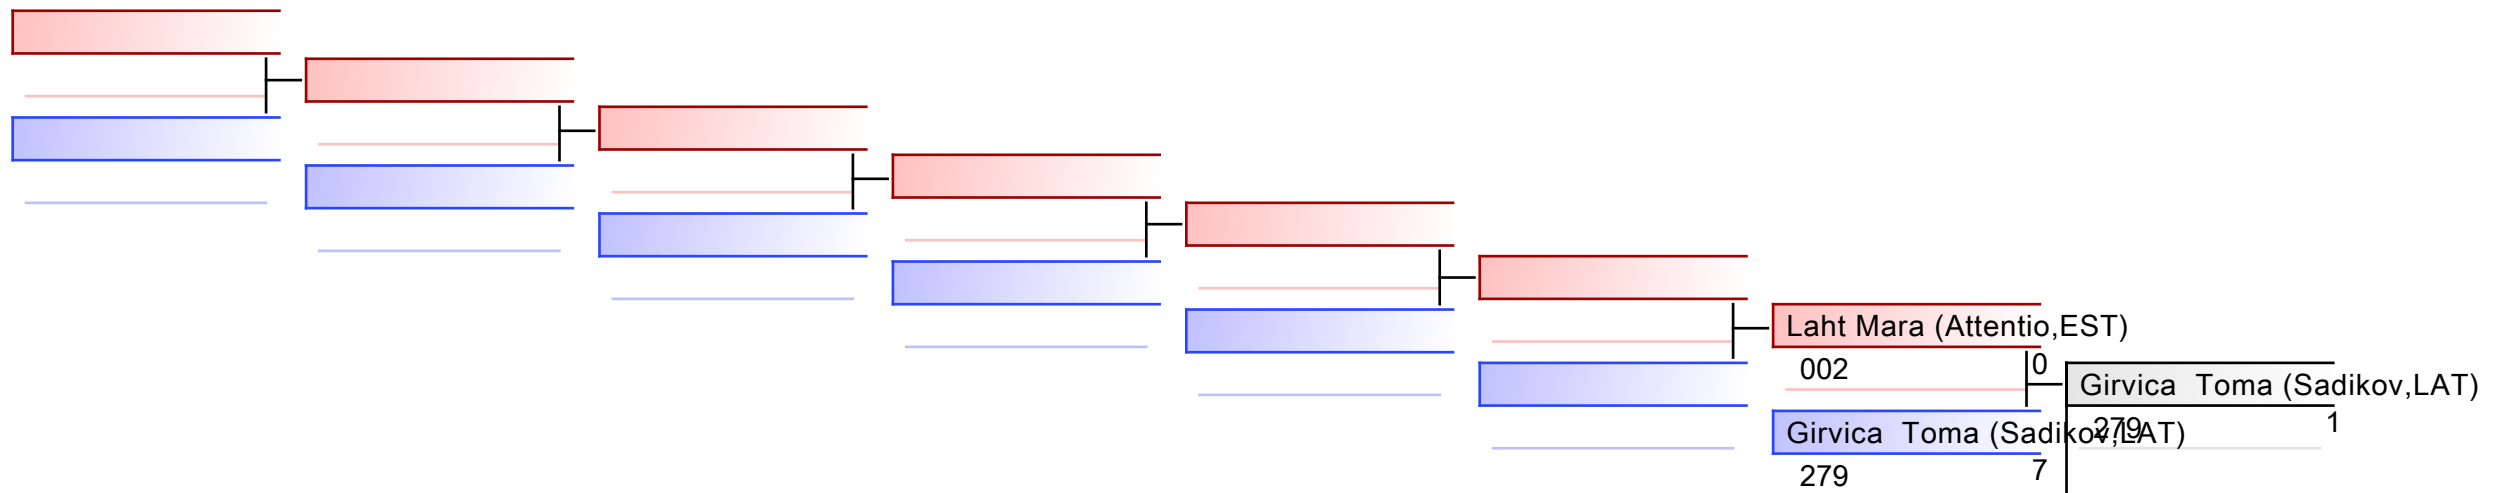 Laht Mara (Attentio,EST)
002
0
Girvica Toma (Sadikov,LAT)
279
1
Girvica Toma (Sadikov,LAT)
279
7